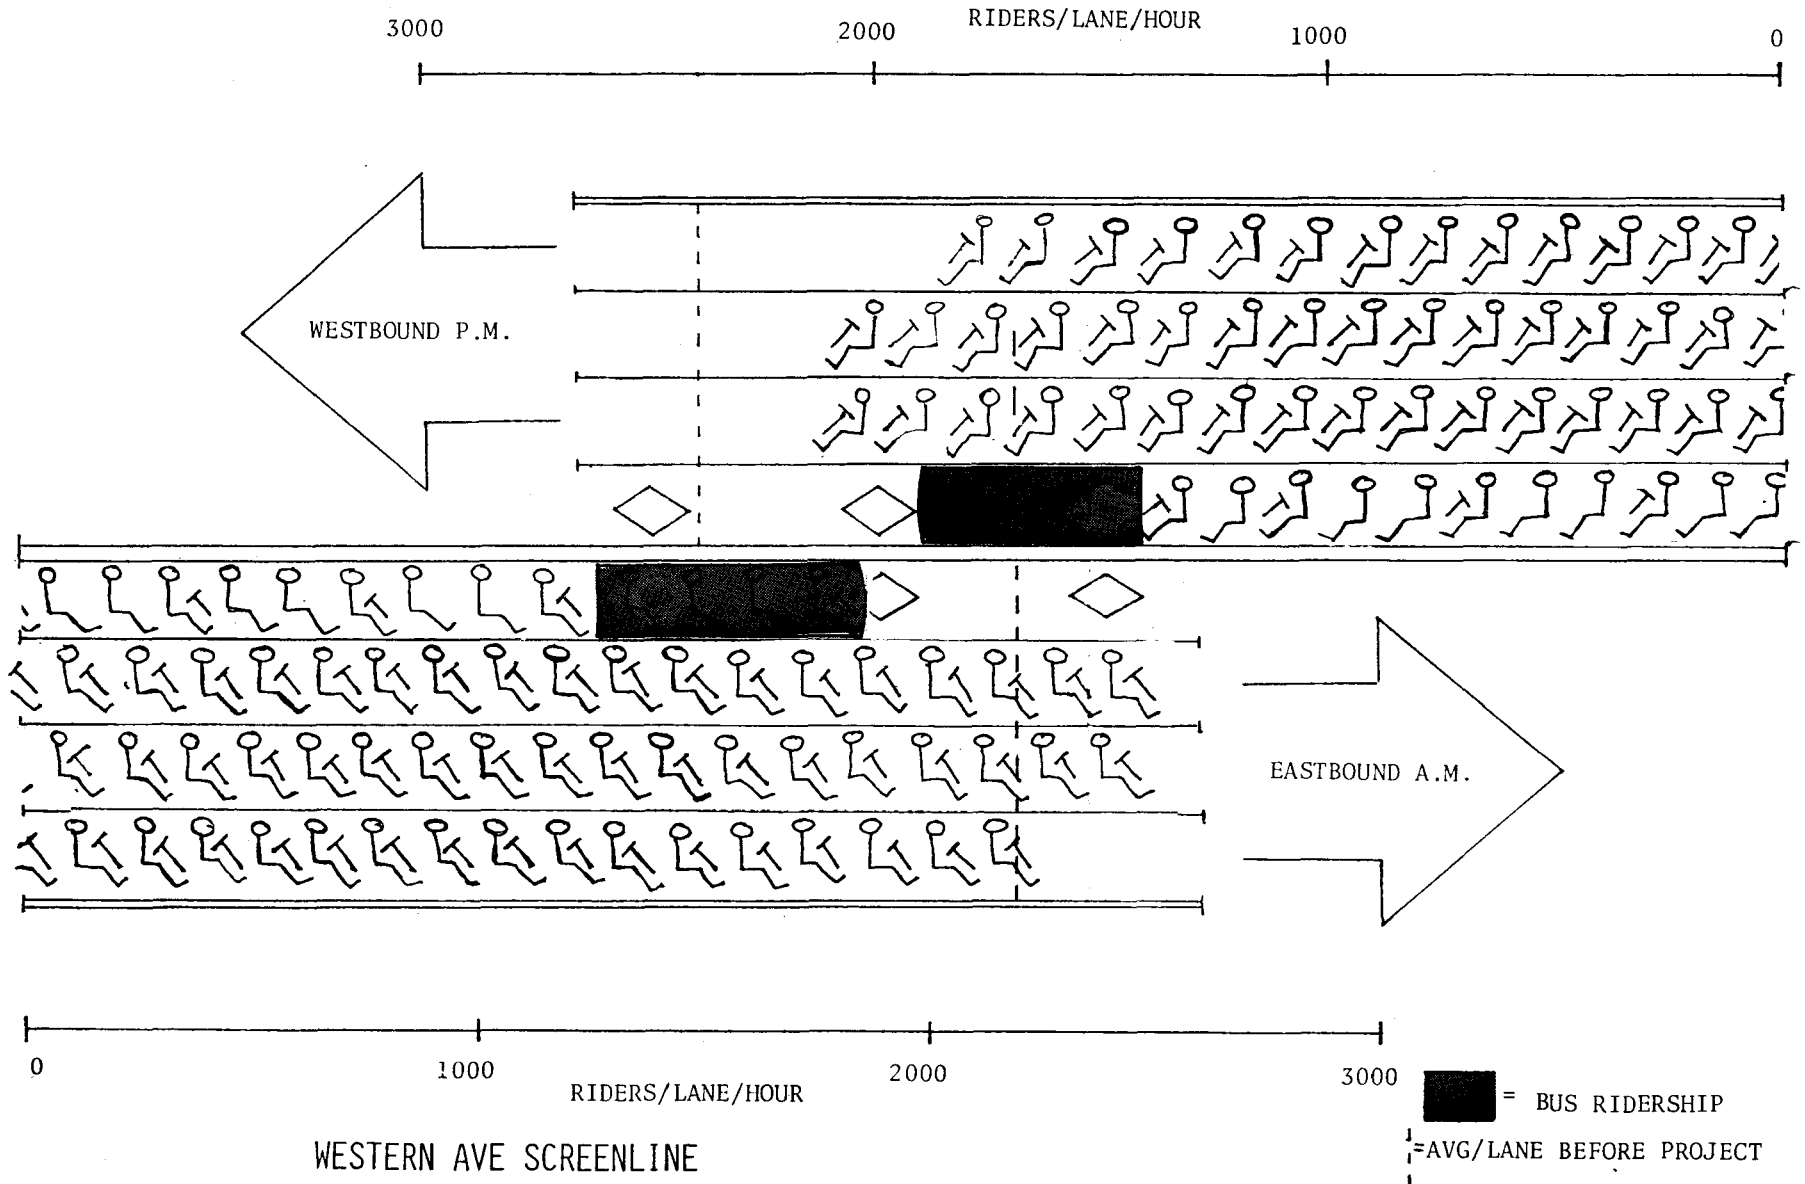 RIDERS/LANE/HOUR
3000 2000 1000 0
WESTBOUND P.M.
EASTBOUND A.M.
0 1000 2000 3000
RIDERS/LANE/HOUR
= BUS RIDERSHIP
=AVG/LANE BEFORE PROJECT
WESTERN AVE SCREENLINE